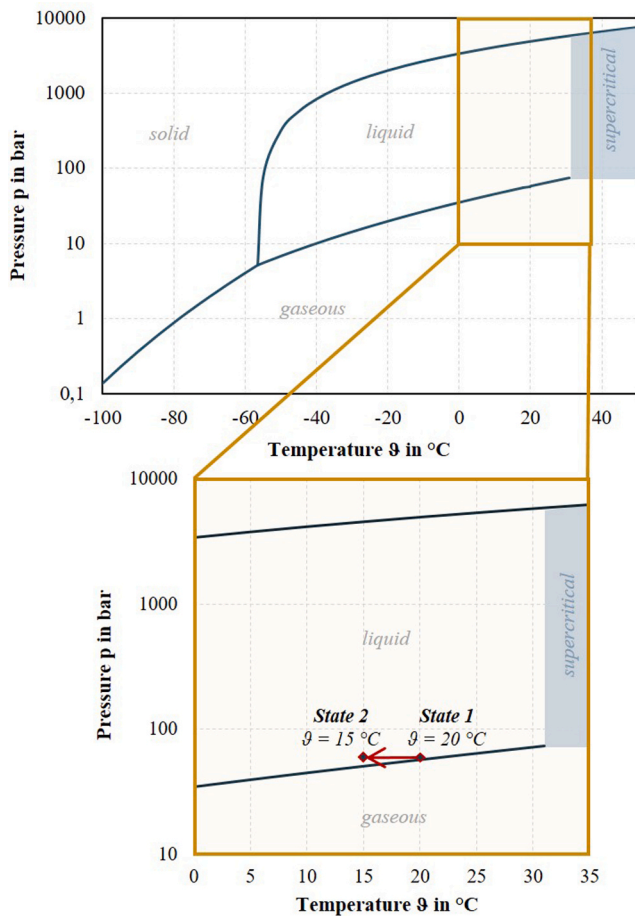 10000
1000
100
10
1
0,1
Pressure p in bar
solid
liquid
supercritical
gaseous
-100
-80
-60
-40
-20
0
20
40
Temperature ϑ in °C
10000
1000
100
10
Pressure p in bar
liquid
supercritical
State 2
ϑ = 15 °C
State 1
ϑ = 20 °C
gaseous
0
5
10
15
20
25
30
35
Temperature ϑ in °C